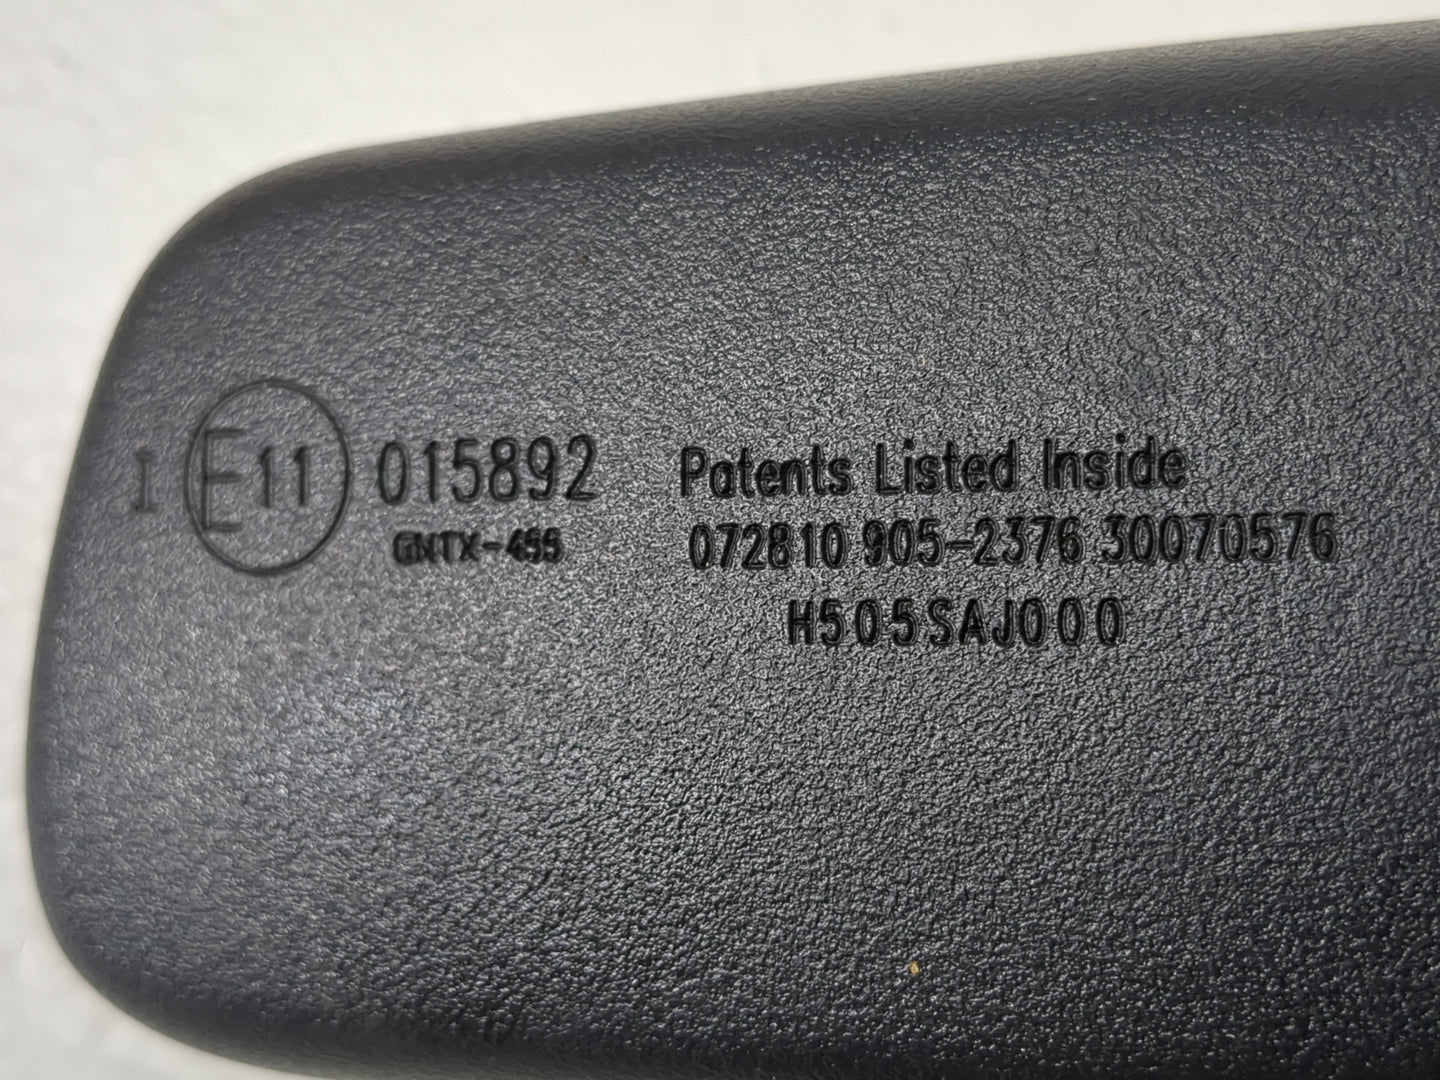 I E11 015892
GNTX-455
Patents Listed Inside
072810 905-2376 30070576
H505SAJ000